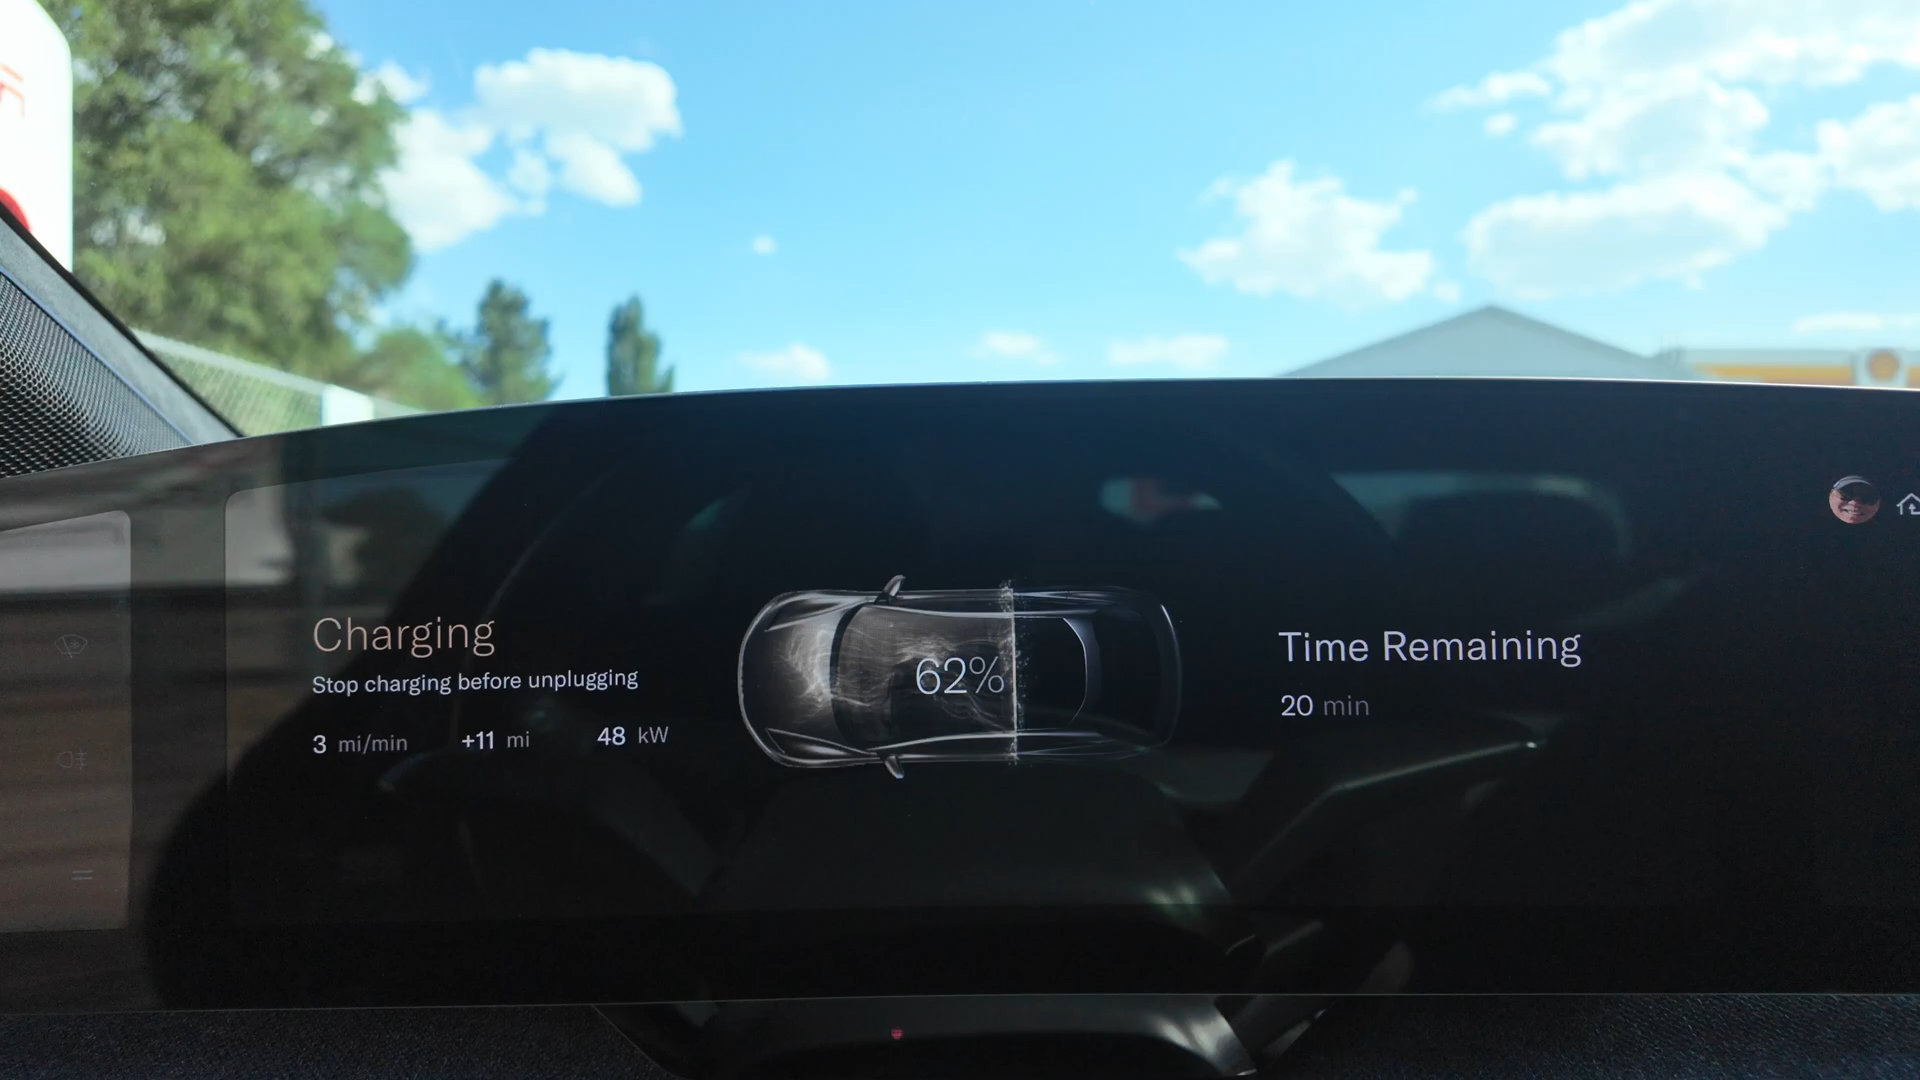 Charging
Stop charging before unplugging
3 mi/min +11 mi 48 kW
62%
Time Remaining
20 min